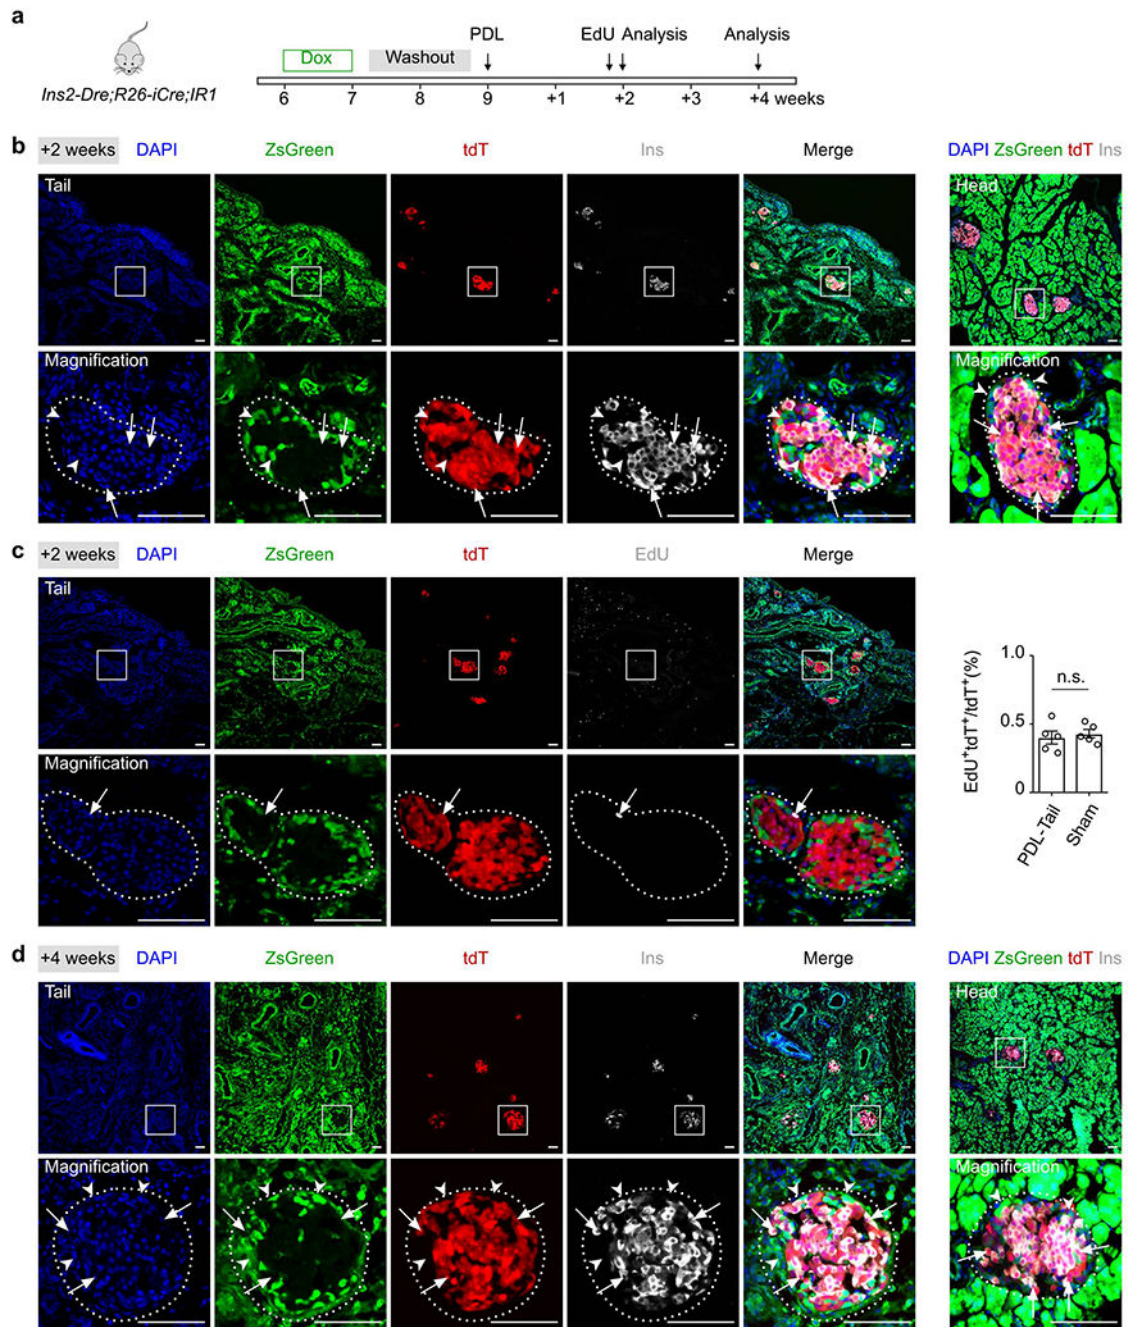 a
PDL EdU Analysis Analysis
Dox Washout
Ins2-Dre;R26-iCre;IR1
6 7 8 9 +1 +2 +3 +4 weeks
b +2 weeks DAPI ZsGreen tdT Ins Merge DAPI ZsGreen tdT Ins
Tail Head
Magnification Magnification
c +2 weeks DAPI ZsGreen tdT EdU Merge
Tail
Magnification
EdU⁺tdT⁺/tdT⁺(%)
1.0
n.s.
0.5
0
PDL-Tail Sham
d +4 weeks DAPI ZsGreen tdT Ins Merge DAPI ZsGreen tdT Ins
Tail Head
Magnification Magnification